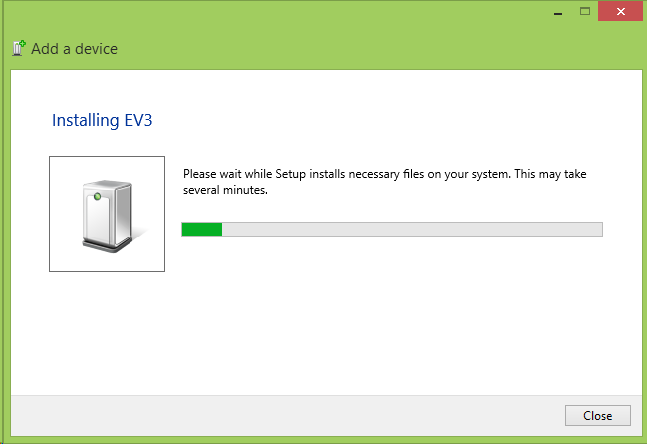 Add a device
Installing EV3
Please wait while Setup installs necessary files on your system. This may take
several minutes.
Close